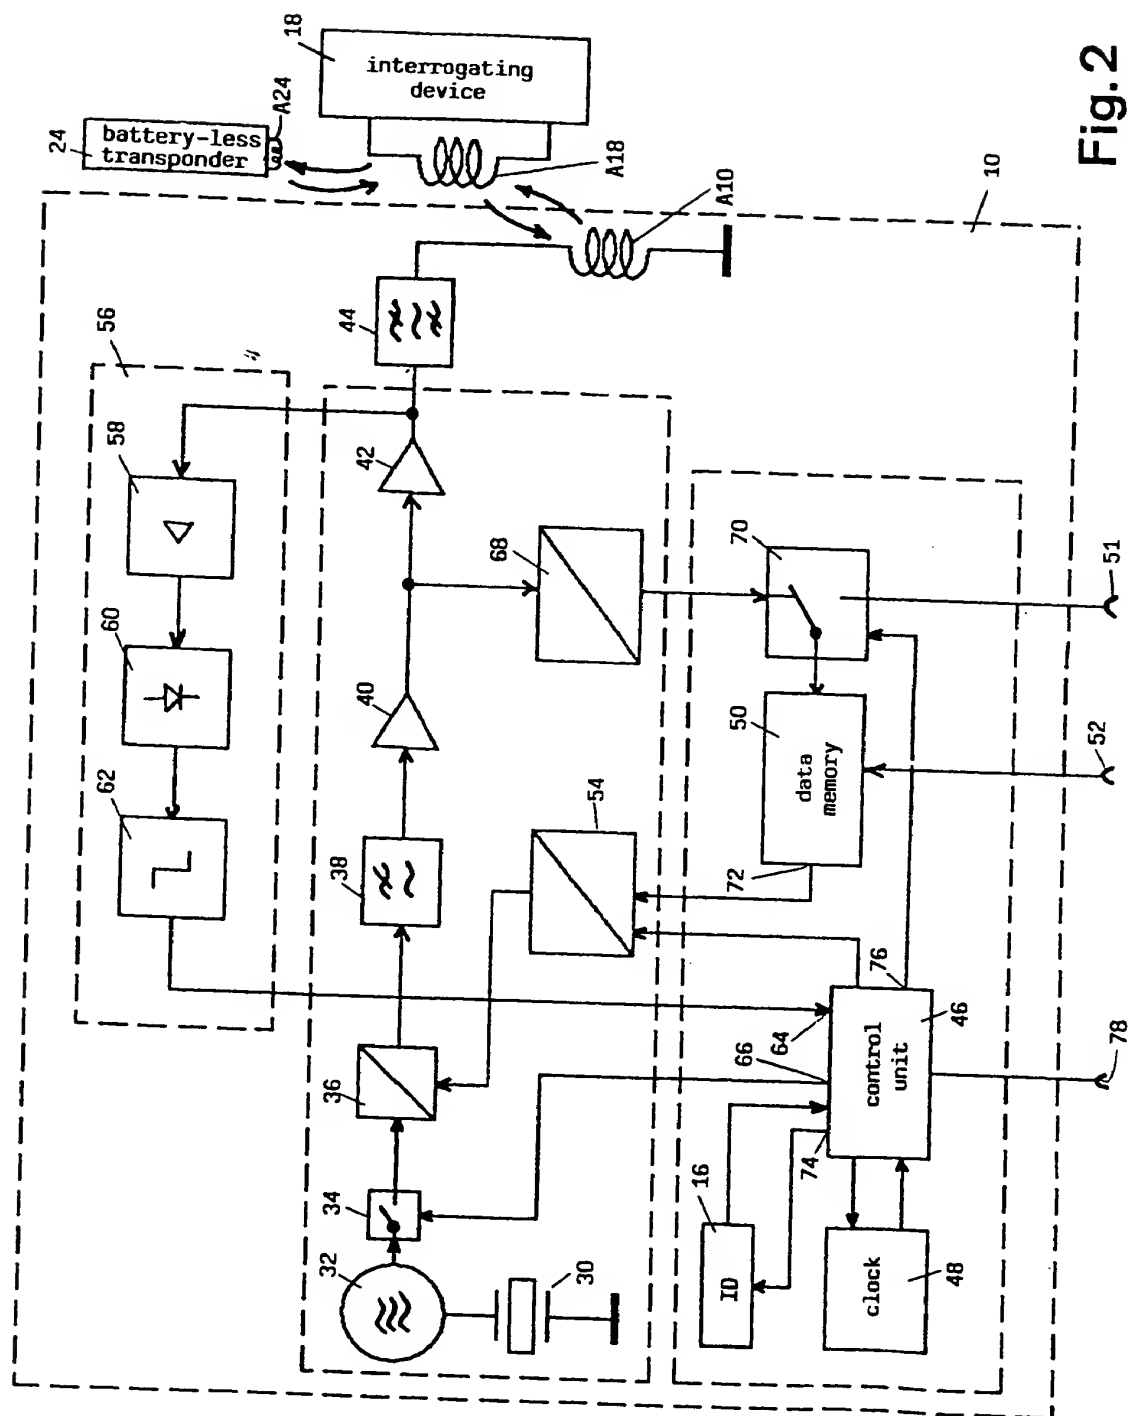 Fig.2
18
interrogating
device
24
battery-less
transponder
A24
A18
A10
10
44
56
58
42
60
40
68
70
51
62
38
54
50
data
memory
52
72
36
76
64
66
control
unit
46
78
74
34
16
32
30
ID
clock
48